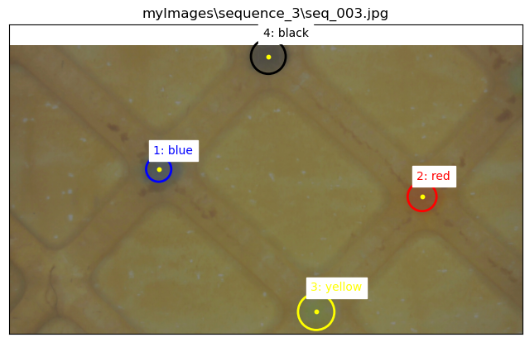 myImages\sequence_3\seq_003.jpg
4: black
1: blue
2: red
3: yellow